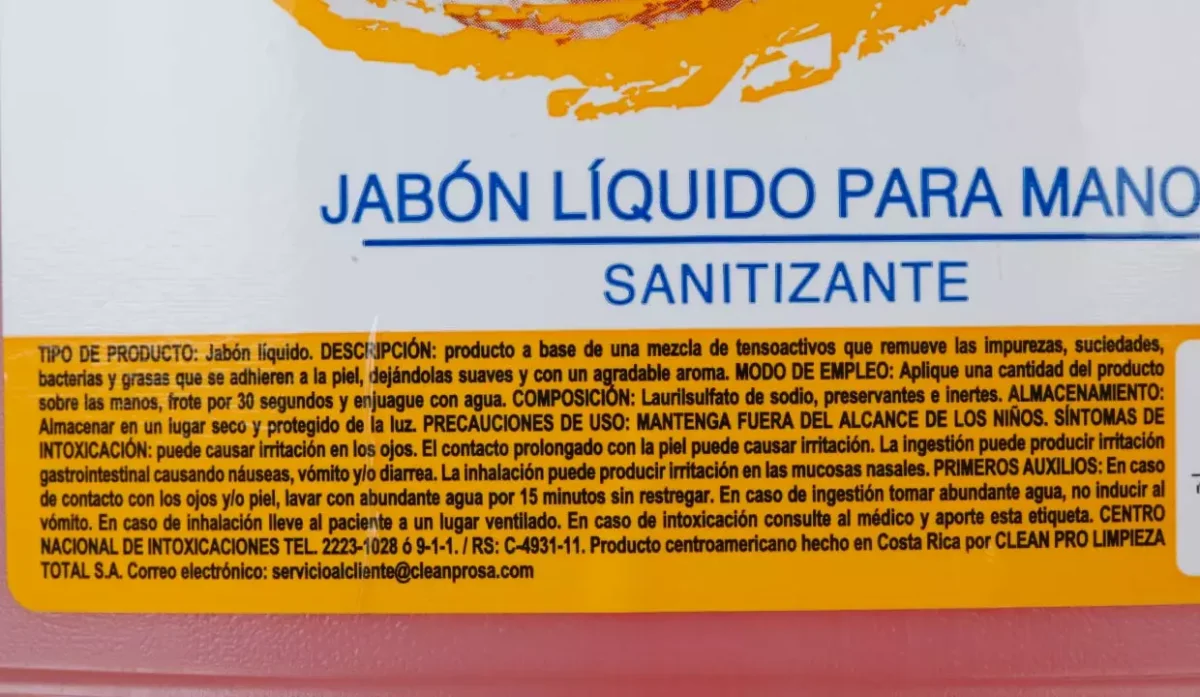 JABÓN LÍQUIDO PARA MANO
SANITIZANTE
TIPO DE PRODUCTO: Jabón líquido. DESCRIPCIÓN: producto a base de una mezcla de tensoactivos que remueve las impurezas, suciedades,
bacterias y grasas que se adhieren a la piel, dejándolas suaves y con un agradable aroma. MODO DE EMPLEO: Aplique una cantidad del producto
sobre las manos, frote por 30 segundos y enjuague con agua. COMPOSICIÓN: Laurilsulfato de sodio, preservantes e inertes. ALMACENAMIENTO:
Almacenar en un lugar seco y protegido de la luz. PRECAUCIONES DE USO: MANTENGA FUERA DEL ALCANCE DE LOS NIÑOS. SÍNTOMAS DE
INTOXICACIÓN: puede causar irritación en los ojos. El contacto prolongado con la piel puede causar irritación. La ingestión puede producir irritación
gastrointestinal causando náuseas, vómito y/o diarrea. La inhalación puede producir irritación en las mucosas nasales. PRIMEROS AUXILIOS: En caso
de contacto con los ojos y/o piel, lavar con abundante agua por 15 minutos sin restregar. En caso de ingestión tomar abundante agua, no inducir al
vómito. En caso de inhalación lleve al paciente a un lugar ventilado. En caso de intoxicación consulte al médico y aporte esta etiqueta. CENTRO
NACIONAL DE INTOXICACIONES TEL. 2223-1028 ó 9-1-1. / RS: C-4931-11. Producto centroamericano hecho en Costa Rica por CLEAN PRO LIMPIEZA
TOTAL S.A. Correo electrónico: servicioalcliente@cleanprosa.com